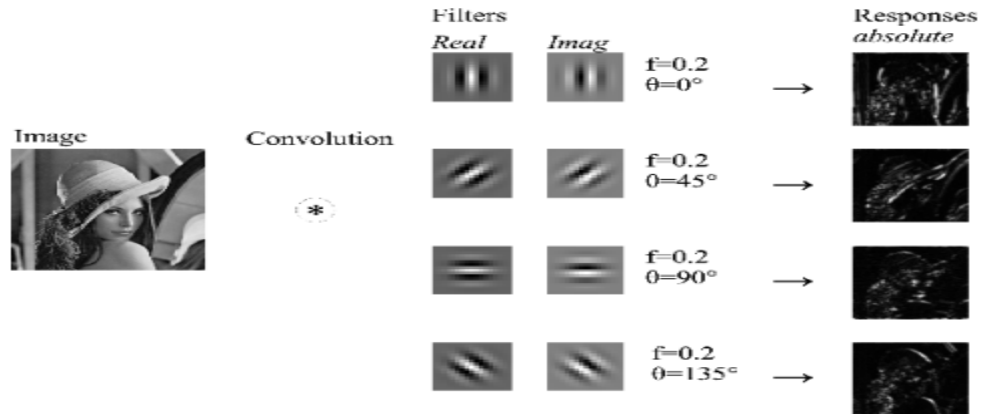 Filters
Real Imag
Responses
absolute
f=0.2
θ=0°
→
Image
Convolution
*
f=0.2
θ=45°
→
f=0.2
θ=90°
→
f=0.2
θ=135°
→